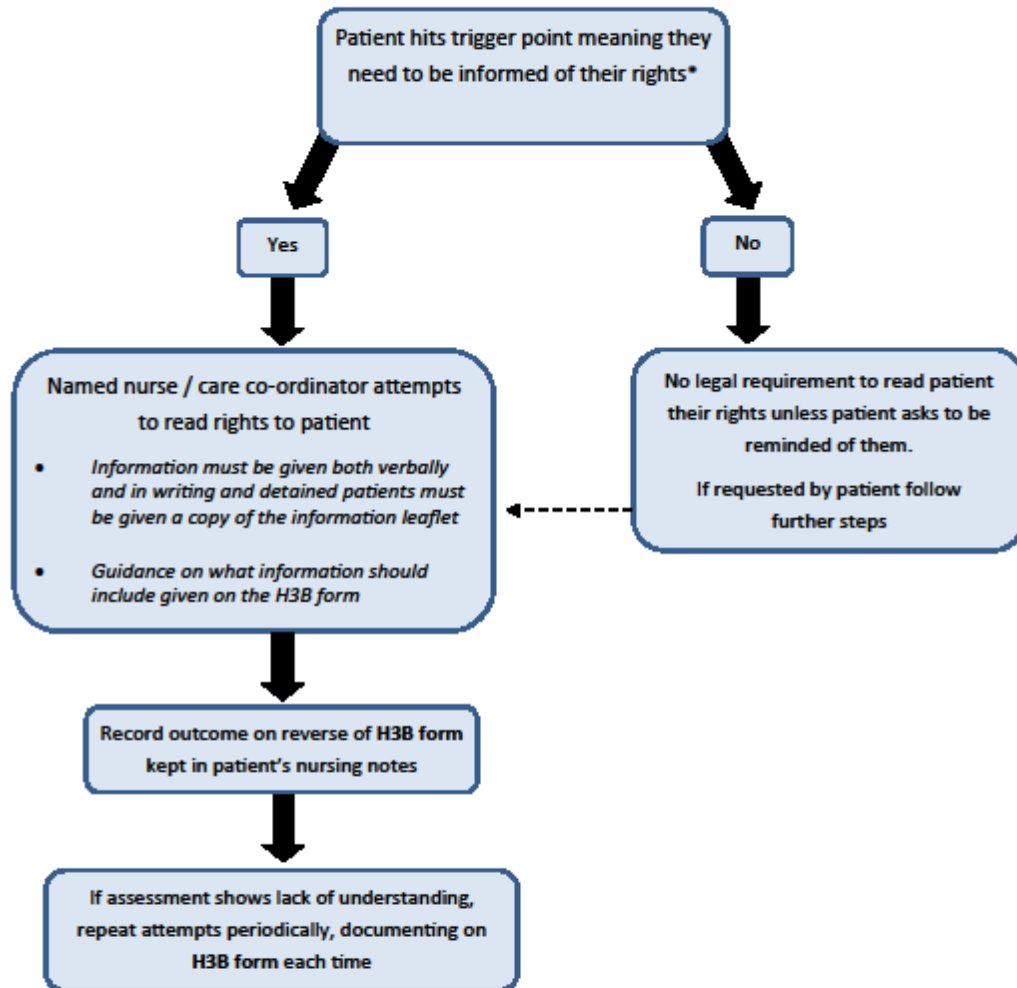 Patient hits trigger point meaning they
need to be informed of their rights*
Yes
No
Named nurse / care co-ordinator attempts
to read rights to patient
• Information must be given both verbally
and in writing and detained patients must
be given a copy of the information leaflet
• Guidance on what information should
include given on the H3B form
No legal requirement to read patient
their rights unless patient asks to be
reminded of them.
If requested by patient follow
further steps
Record outcome on reverse of H3B form
kept in patient's nursing notes
If assessment shows lack of understanding,
repeat attempts periodically, documenting on
H3B form each time